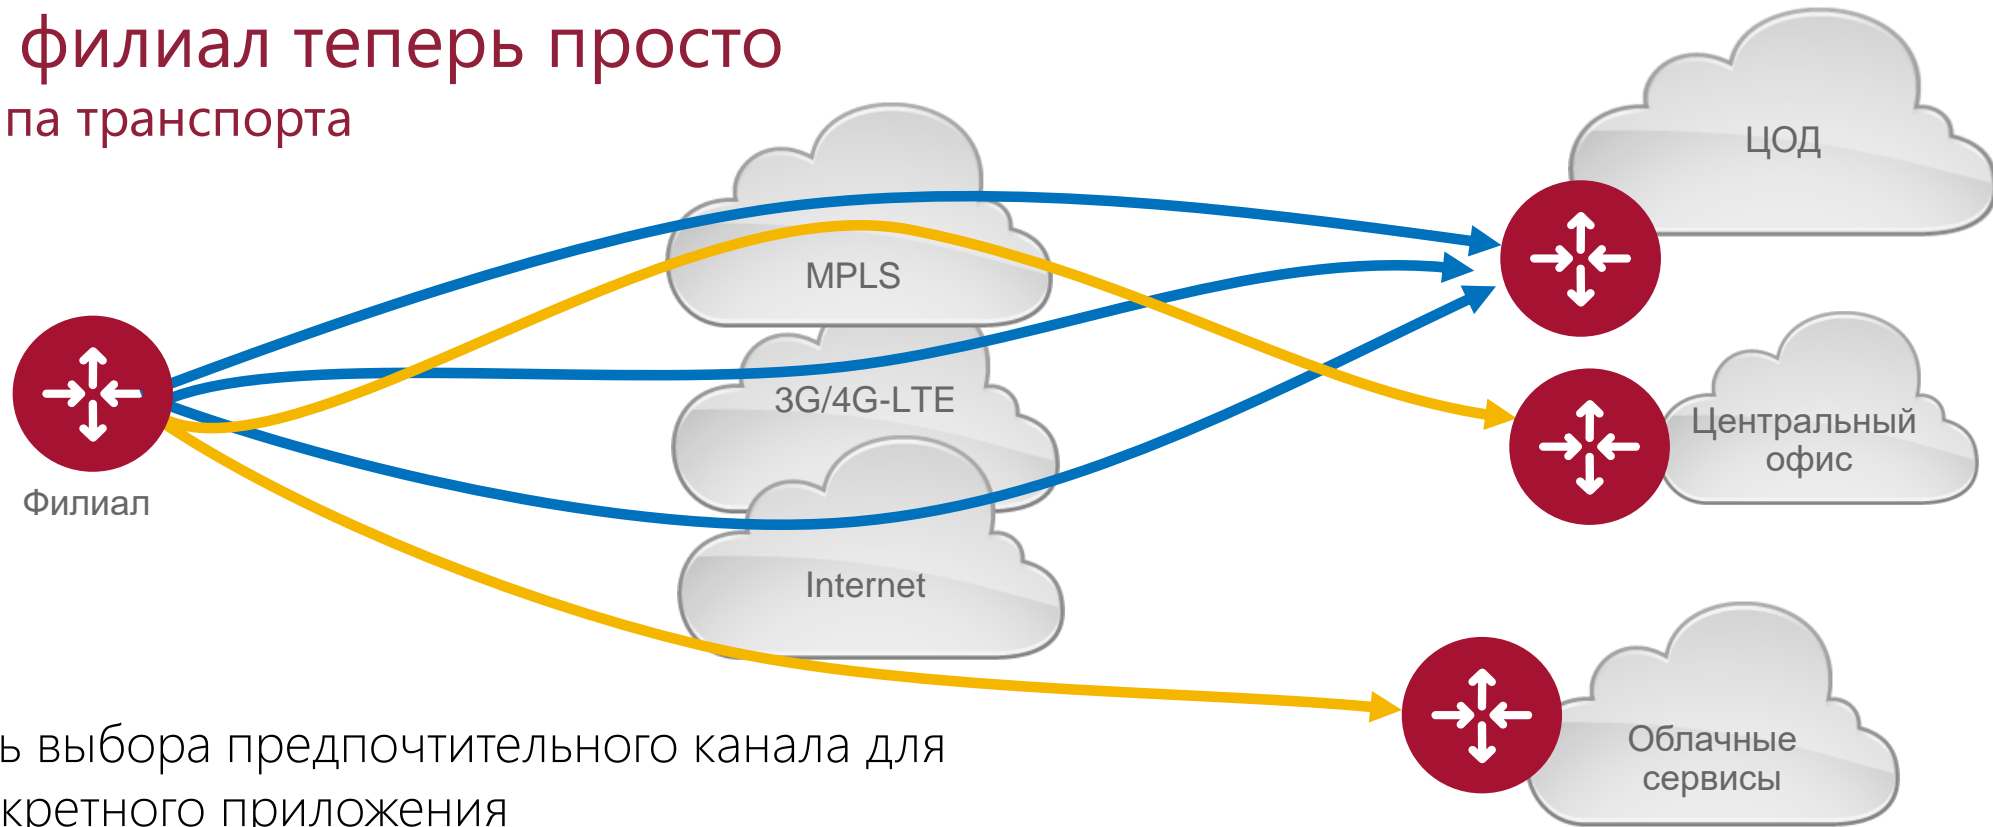 филиал теперь просто
па транспорта
ЦОД
MPLS
3G/4G-LTE
Центральный
офис
Филиал
Internet
Облачные
сервисы
ь выбора предпочтительного канала для
кретного приложения